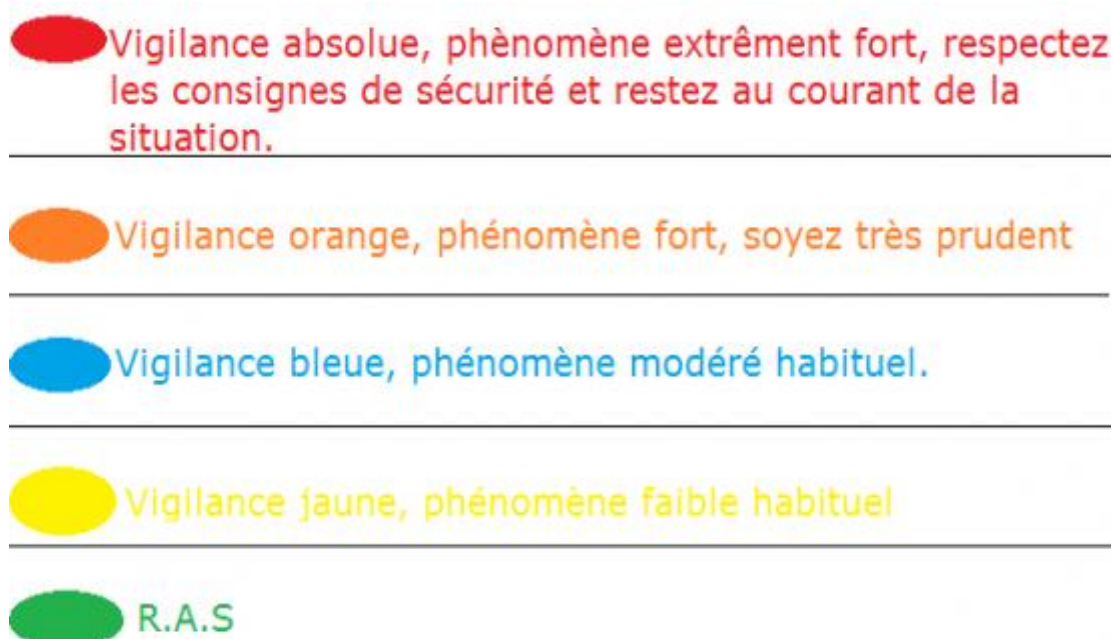 Vigilance absolue, phènomène extrêment fort, respectez
les consignes de sécurité et restez au courant de la
situation.
Vigilance orange, phénomène fort, soyez très prudent
Vigilance bleue, phénomène modéré habituel.
Vigilance jaune, phénomène faible habituel
R.A.S